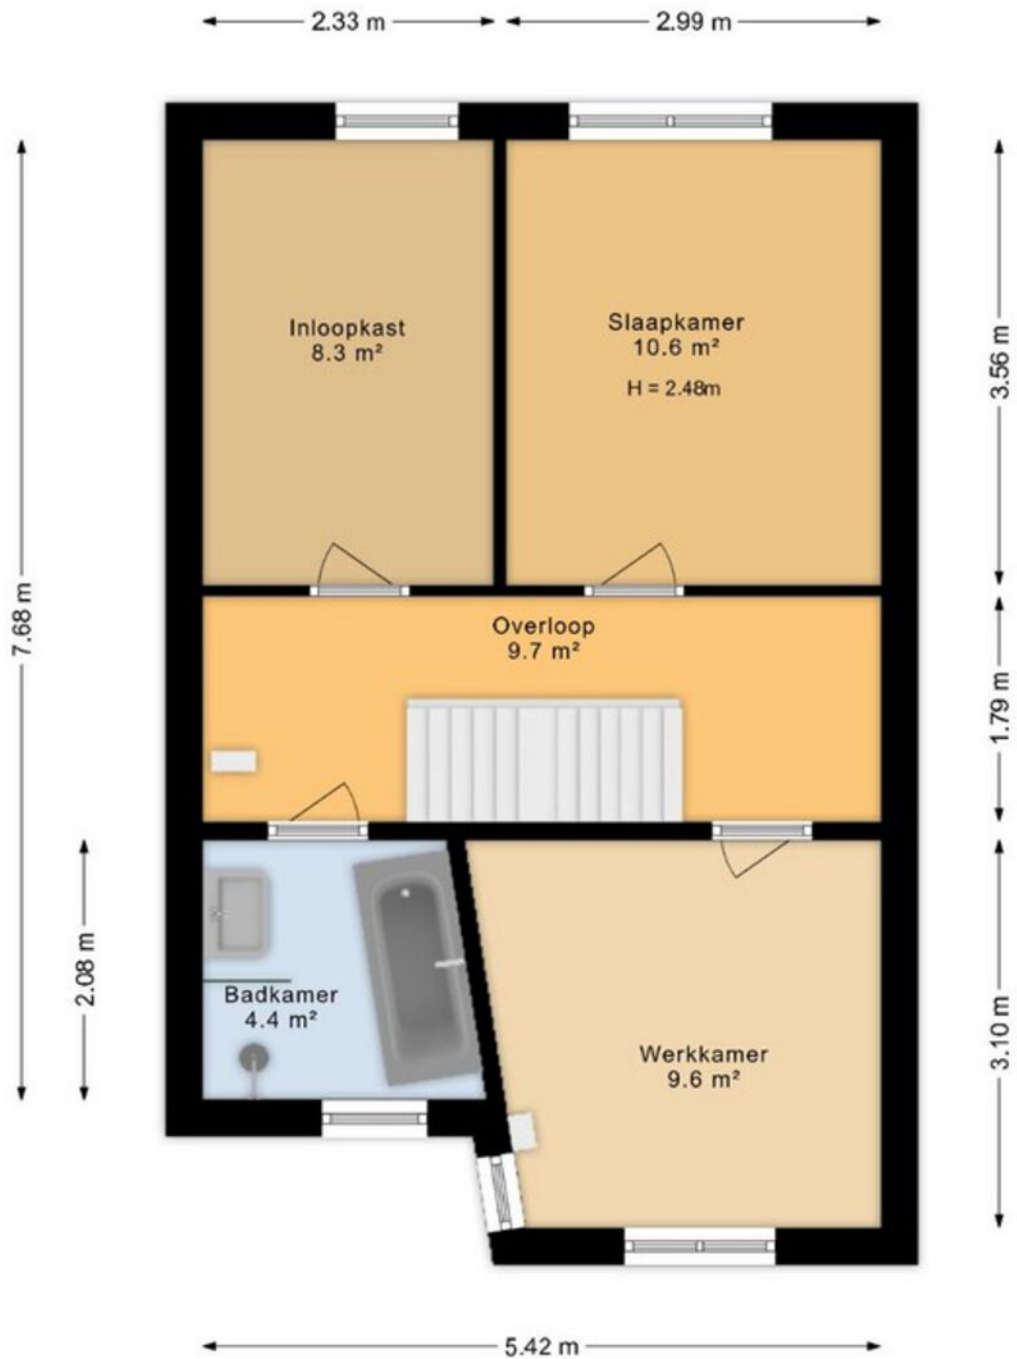 2.33 m
2.99 m
Inloopkast
8.3 m²
Slaapkamer
10.6 m²
H = 2.48m
3.56 m
7.68 m
Overloop
9.7 m²
1.79 m
2.08 m
Badkamer
4.4 m²
Werkkamer
9.6 m²
3.10 m
5.42 m